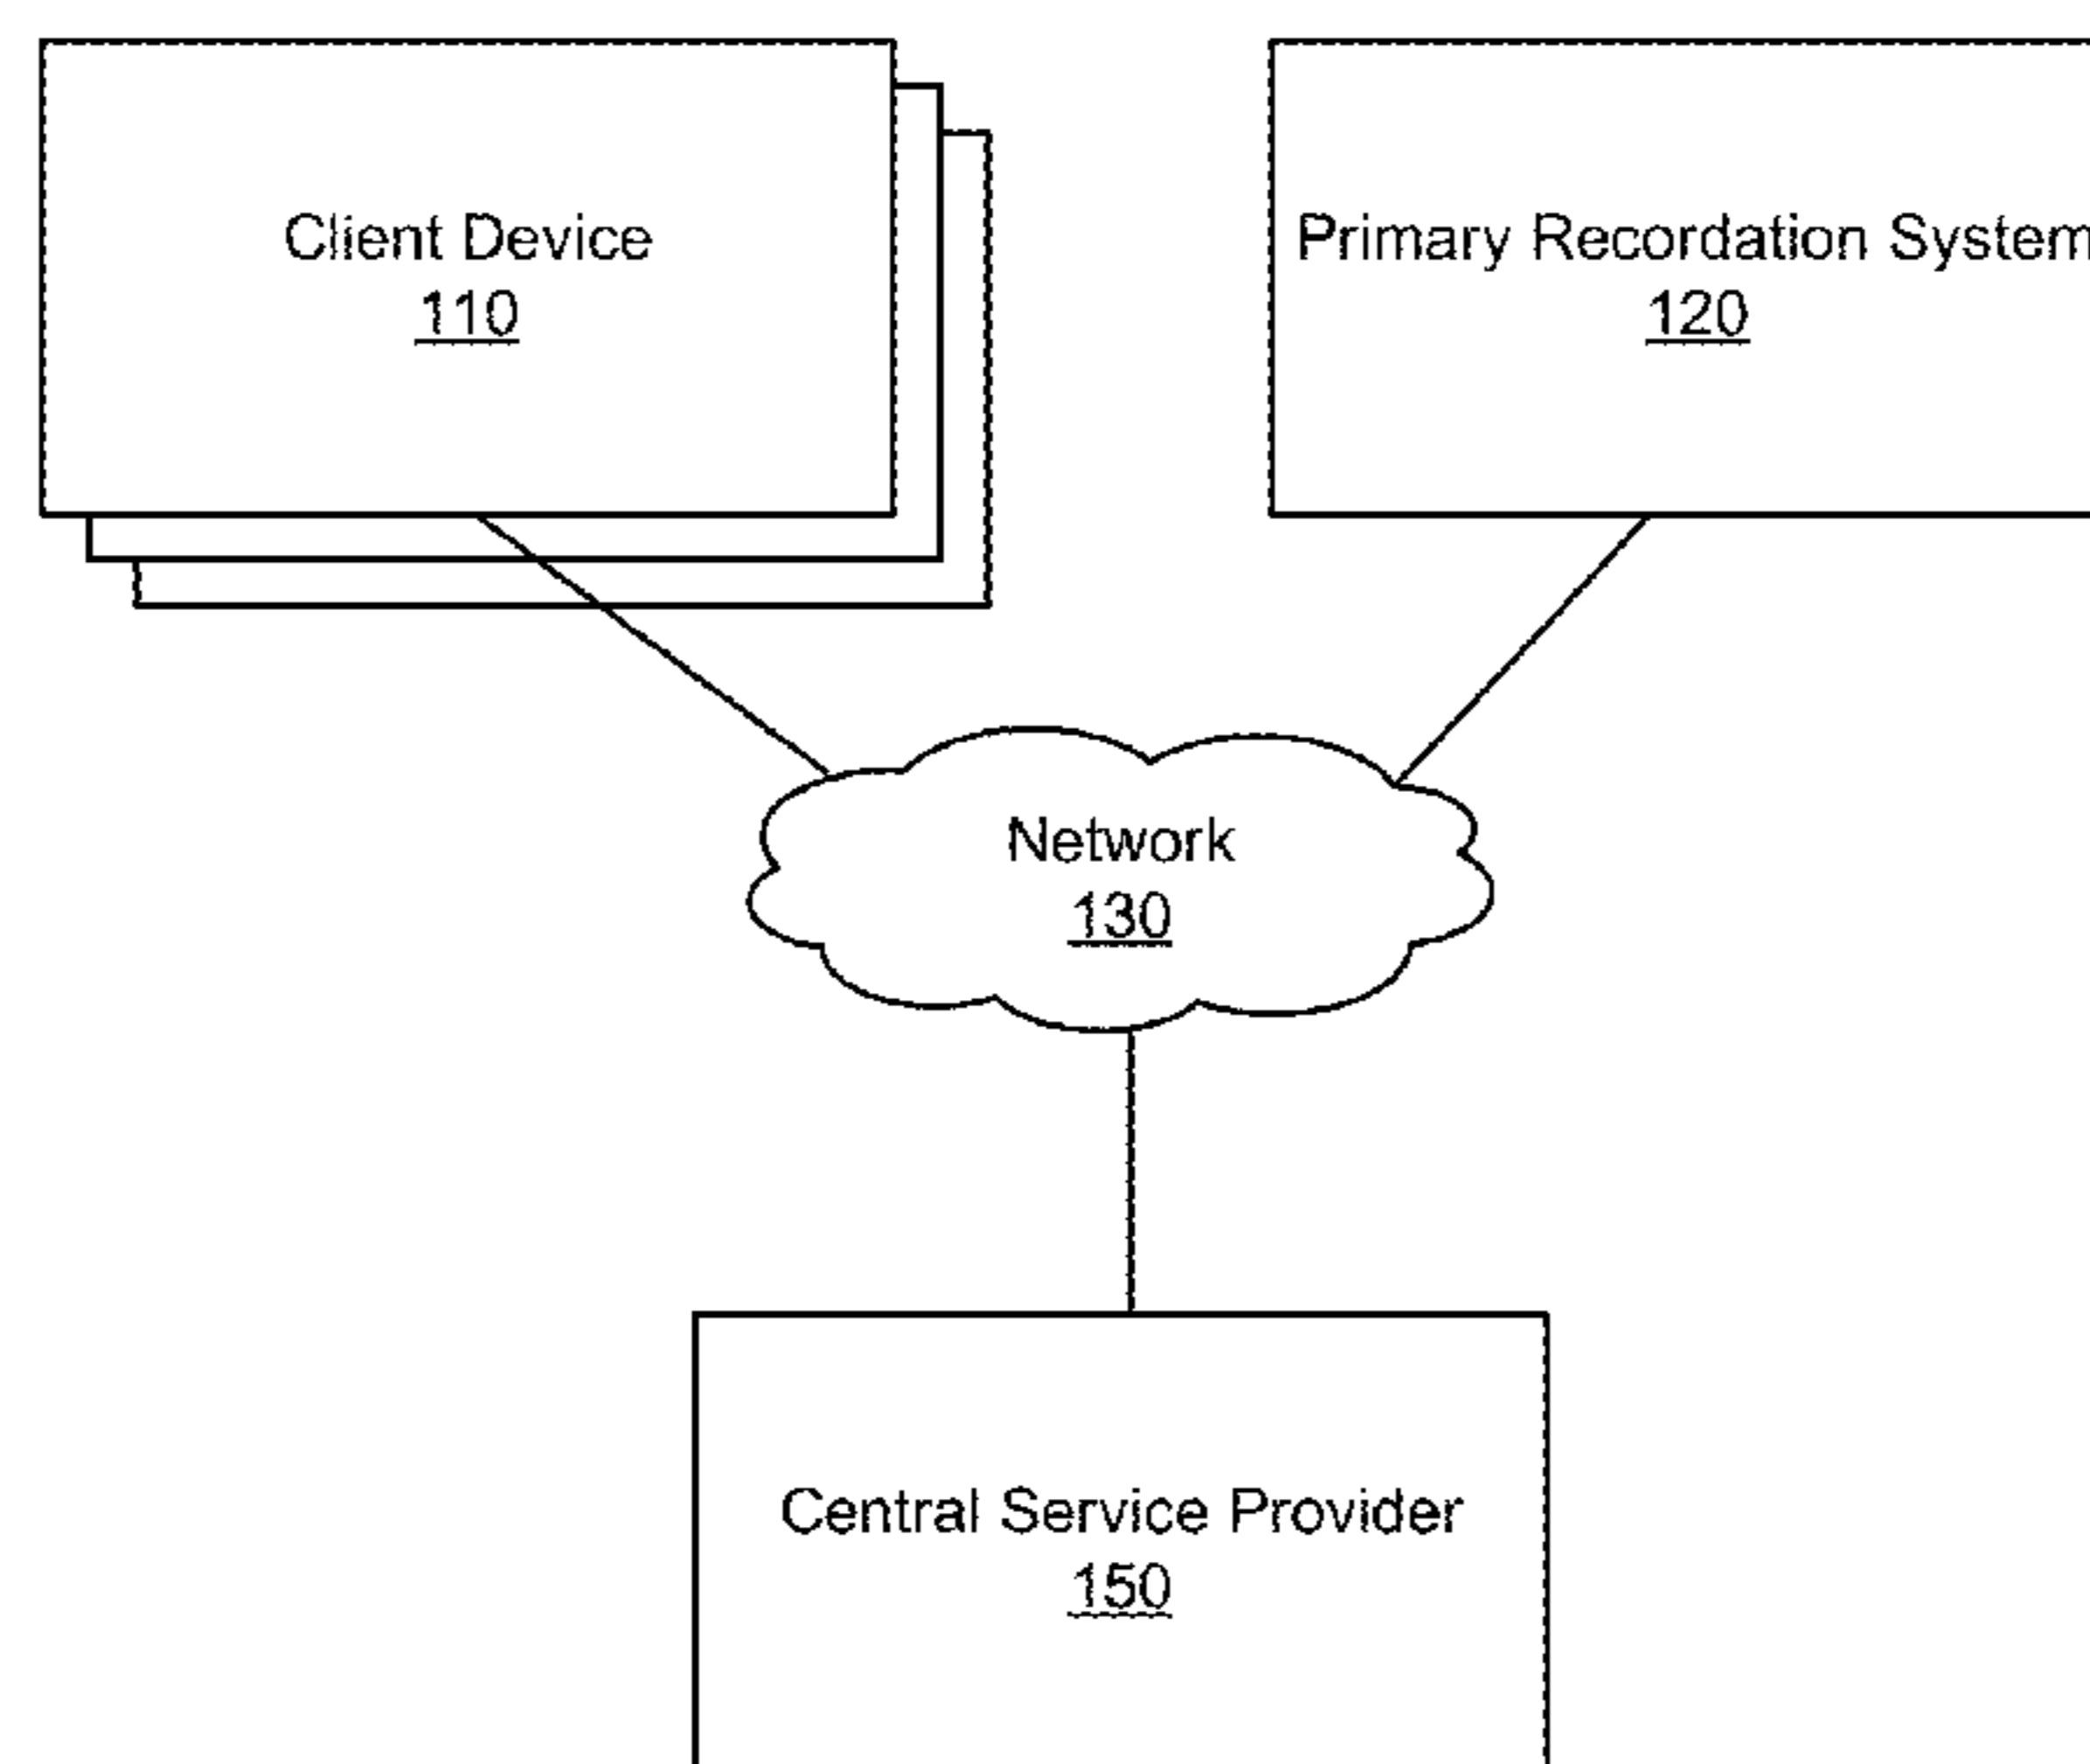 Client Device
110
Primary Recordation System
120
Network
130
Central Service Provider
150